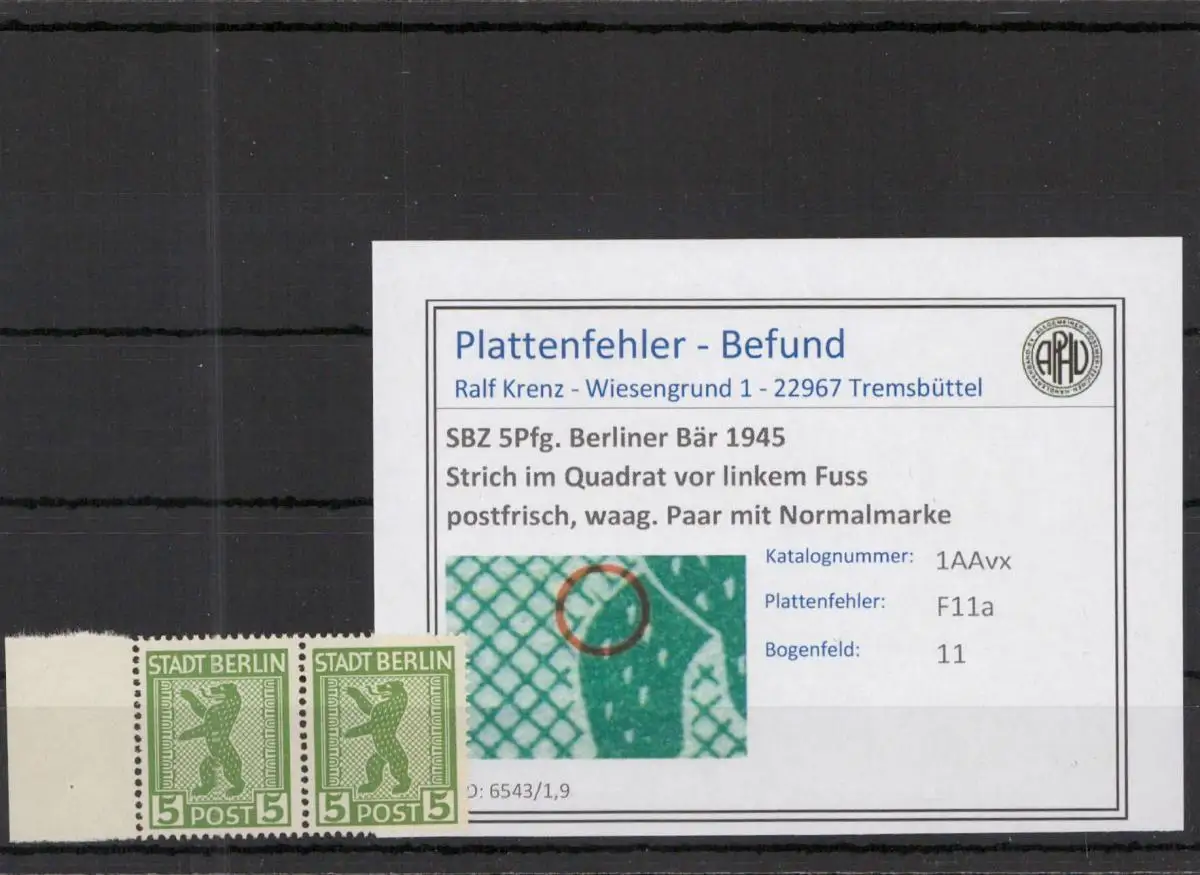 Plattenfehler - Befund
Ralf Krenz - Wiesengrund 1 - 22967 Tremsbüttel
APHV
SBZ 5Pfg. Berliner Bär 1945
Strich im Quadrat vor linkem Fuss
postfrisch, waag. Paar mit Normalmarke
Katalognummer: 1AAvx
Plattenfehler: F11a
Bogenfeld: 11
: 6543/1,9
STADT BERLIN
5 POST 5
STADT BERLIN
5 POST 5